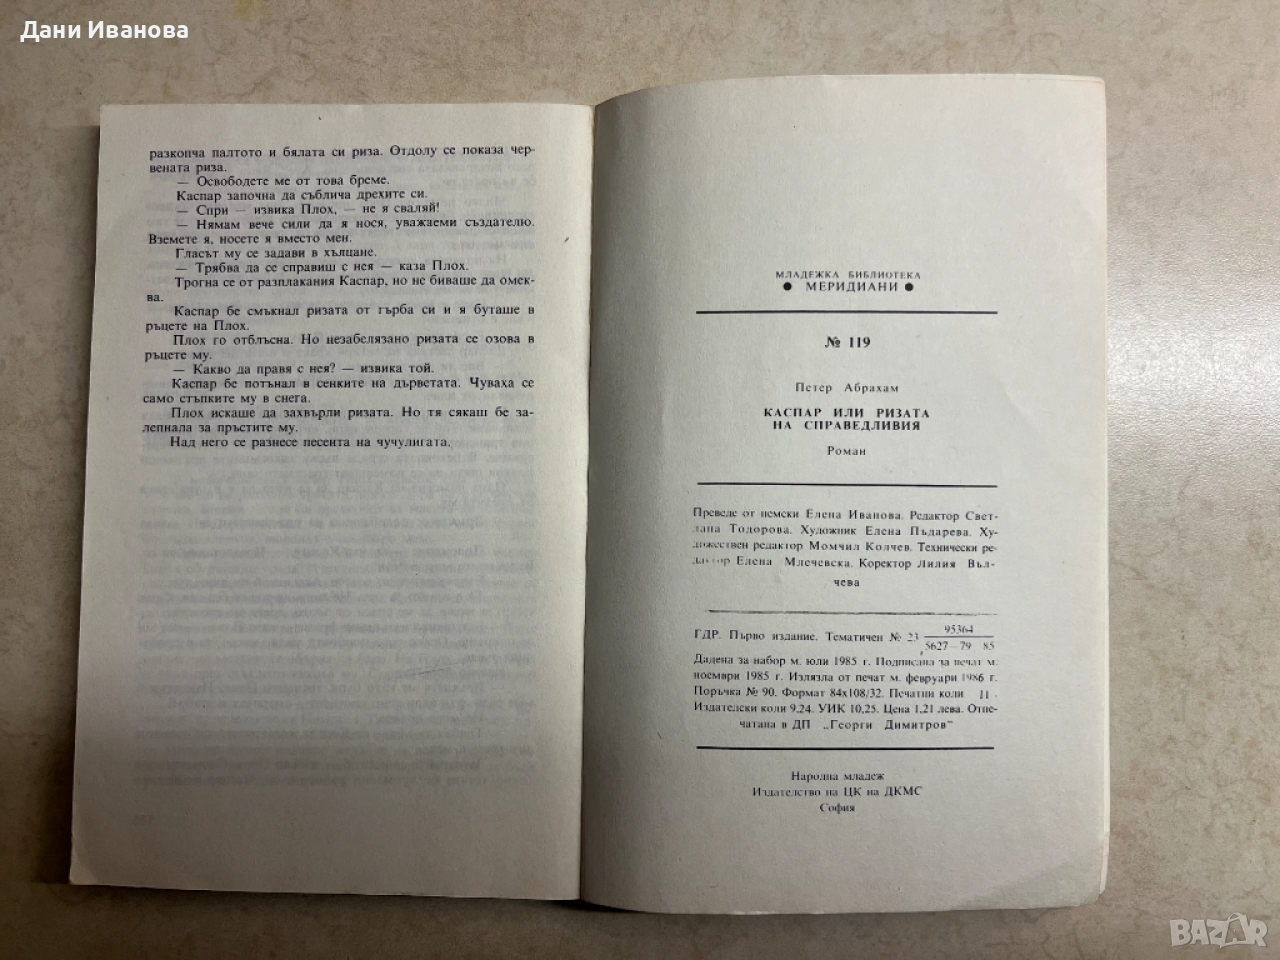 Дани Иванова
разкопча палтото и бялата си риза. Отдолу се показа чер-
вената риза.
— Освободете ме от това бреме.
Каспар започна да съблича дрехите си.
— Спри — извика Плох, — не я сваляй!
— Нямам вече сили да я нося, уважаеми създателю.
Вземете я, носете я вместо мен.
Гласът му се задави в хълцане.
— Трябва да се справиш с нея — каза Плох.
Трогна се от разплакания Каспар, но не биваше да омек-
ва.
Каспар бе смъкнал ризата от гърба си и я буташе в
ръцете на Плох.
Плох го отблъсна. Но незабелязано ризата се озова в
ръцете му.
— Какво да правя с нея? — извика той.
Каспар бе потънал в сенките на дърветата. Чуваха се
само стъпките му в снега.
Плох искаше да захвърли ризата. Но тя сякаш бе за-
лепнала за пръстите му.
Над него се разнесе песента на чучулигата.
МЛАДЕЖКА БИБЛИОТЕКА
● МЕРИДИАНИ ●
№ 119
Петер Абрахам
КАСПАР ИЛИ РИЗАТА
НА СПРАВЕДЛИВИЯ
Роман
Преведе от немски Елена Иванова. Редактор Свет-
лана Тодорова. Художник Елена Пъдарева. Ху-
дожествен редактор Момчил Колчев. Технически ре-
дактор Елена Млечевска. Коректор Лилия Въл-
чева
ГДР. Първо издание. Тематичен № 23 95364
5627—79 85
Дадена за набор м. юли 1985 г. Подписана за печат м.
ноември 1985 г. Излязла от печат м. февруари 1986 г.
Поръчка № 90. Формат 84х108/32. Печатни коли 11.
Издателски коли 9,24. УИК 10,25. Цена 1,21 лева. Отпе-
чатана в ДП „Георги Димитров"
Народна младеж
Издателство на ЦК на ДКМС
София
BAZAR